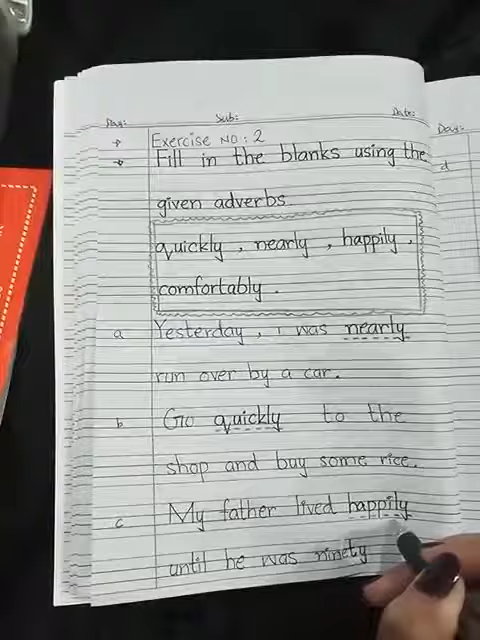 Day: Sub: Date:
Exercise NO : 2
Fill in the blanks using the
given adverbs
quickly , nearly , happily ,
comfortably .
a Yesterday , I was nearly
run over by a car.
b Go quickly to the
shop and buy some rice.
c My father lived happily
until he was ninety
Day:
d